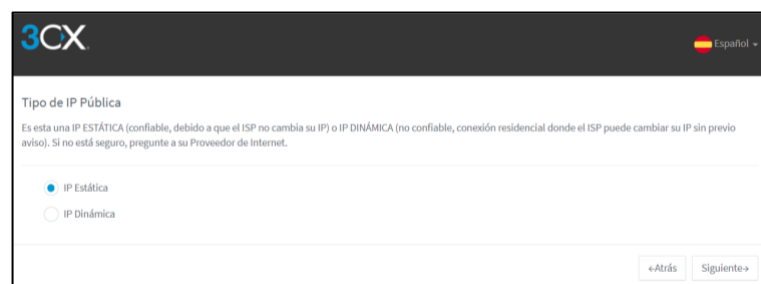 3CX
Español
Tipo de IP Pública
Es esta una IP ESTÁTICA (confiable, debido a que el ISP no cambia su IP) o IP DINÁMICA (no confiable, conexión residencial donde el ISP puede cambiar su IP sin previo
aviso). Si no está seguro, pregunte a su Proveedor de Internet.
IP Estática
IP Dinámica
←Atrás Siguiente→